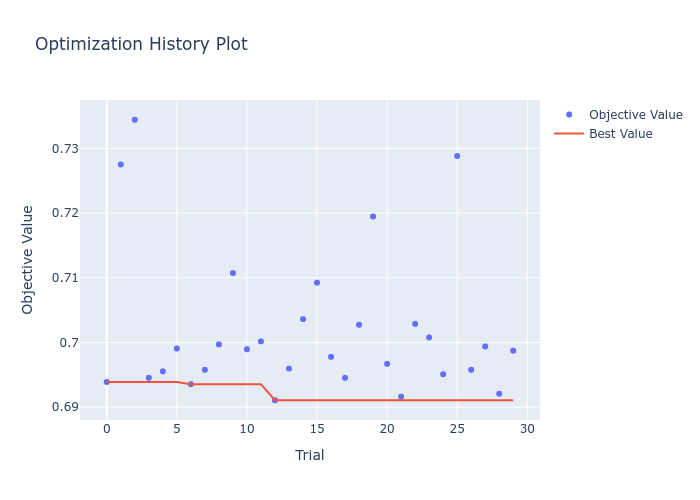 Optimization History Plot
Objective Value
Best Value
0.73
0.72
0.71
0.7
0.69
Objective Value
0
5
10
15
20
25
30
Trial